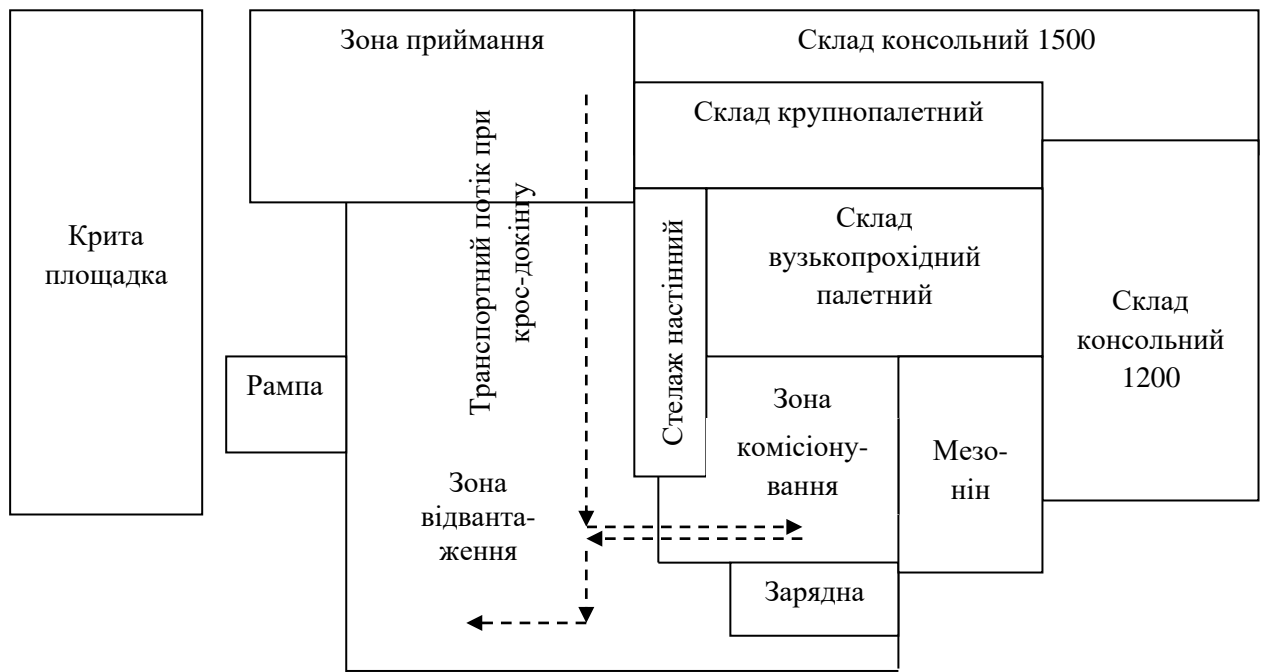 Зона приймання
Склад консольний 1500
Склад крупнопалетний
Транспортний потік при
крос-докінгу
Крита
площадка
Стелаж настінний
Склад
вузькопрохідний
палетний
Склад
консольний
1200
Рампа
Зона
комісіону-
вання
Мезо-
нін
Зона
відванта-
ження
Зарядна